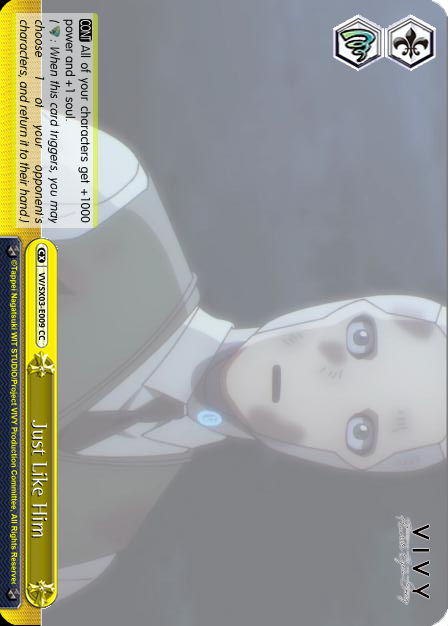 CONT All of your characters get +1000
power and +1 soul.
( : When this card triggers, you may
choose 1 of your opponent's
characters, and return it to their hand.)
CX VV/SX03-E009 CC
Just Like Him
©Tappei Nagatsuki WIT STUDIO/Project VIVY Production Committee, All Rights Reserved
VIVY